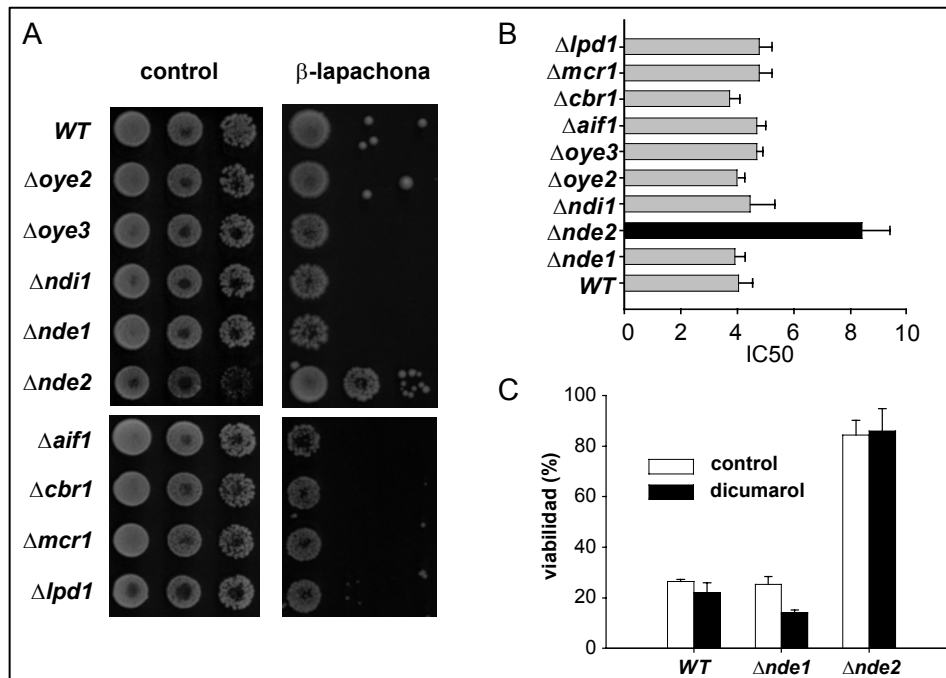 A
control
β-lapachona
WT
Δoye2
Δoye3
Δndi1
Δnde1
Δnde2
Δaif1
Δcbr1
Δmcr1
Δlpd1
B
Δlpd1
Δmcr1
Δcbr1
Δaif1
Δoye3
Δoye2
Δndi1
Δnde2
Δnde1
WT
0 2 4 6 8 10
IC50
C
100
80
60
40
20
0
viabilidad (%)
control
dicumarol
WT Δnde1 Δnde2